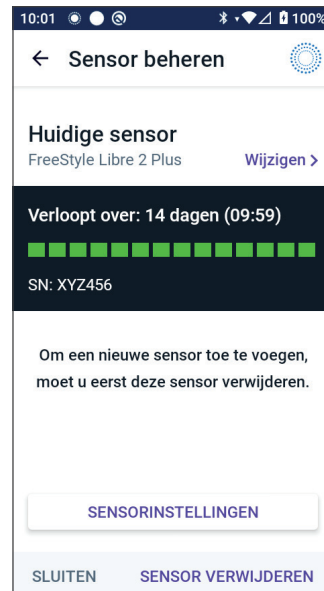 10:01 100%
Sensor beheren
Huidige sensor
FreeStyle Libre 2 Plus Wijzigen >
Verloopt over: 14 dagen (09:59)
SN: XYZ456
Om een nieuwe sensor toe te voegen,
moet u eerst deze sensor verwijderen.
SENSORINSTELLINGEN
SLUITEN SENSOR VERWIJDEREN